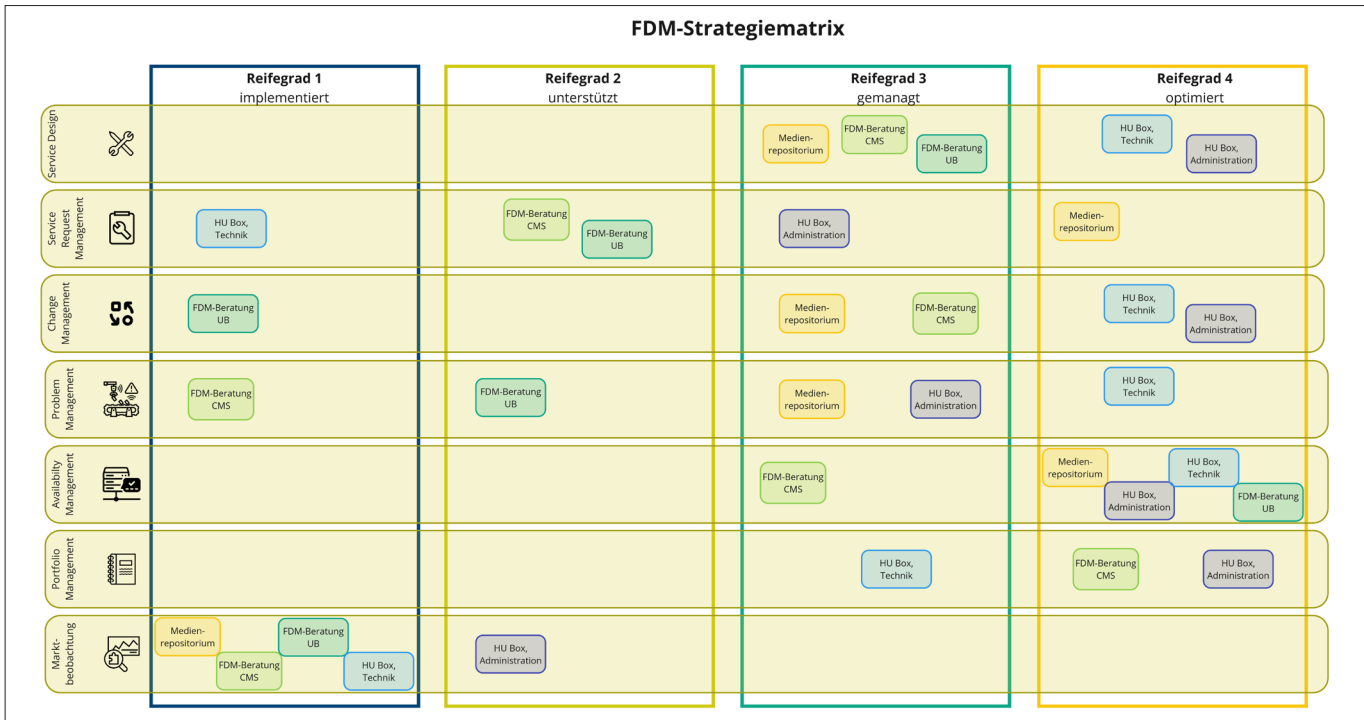 FDM-Strategiematrix
Reifegrad 1
implementiert
Reifegrad 2
unterstützt
Reifegrad 3
gemanagt
Reifegrad 4
optimiert
Service Design
Medien-
repositorium
FDM-Beratung
CMS
FDM-Beratung
UB
HU Box,
Technik
HU Box,
Administration
Service
Request
Management
HU Box,
Technik
FDM-Beratung
CMS
FDM-Beratung
UB
HU Box,
Administration
Medien-
repositorium
Change
Management
FDM-Beratung
UB
Medien-
repositorium
FDM-Beratung
CMS
HU Box,
Technik
HU Box,
Administration
Problem
Management
FDM-Beratung
CMS
FDM-Beratung
UB
Medien-
repositorium
HU Box,
Administration
HU Box,
Technik
Availabilty
Management
FDM-Beratung
CMS
Medien-
repositorium
HU Box,
Administration
HU Box,
Technik
FDM-Beratung
UB
Portfolio
Management
HU Box,
Technik
FDM-Beratung
CMS
HU Box,
Administration
Markt-
beobachtung
Medien-
repositorium
FDM-Beratung
CMS
FDM-Beratung
UB
HU Box,
Technik
HU Box,
Administration